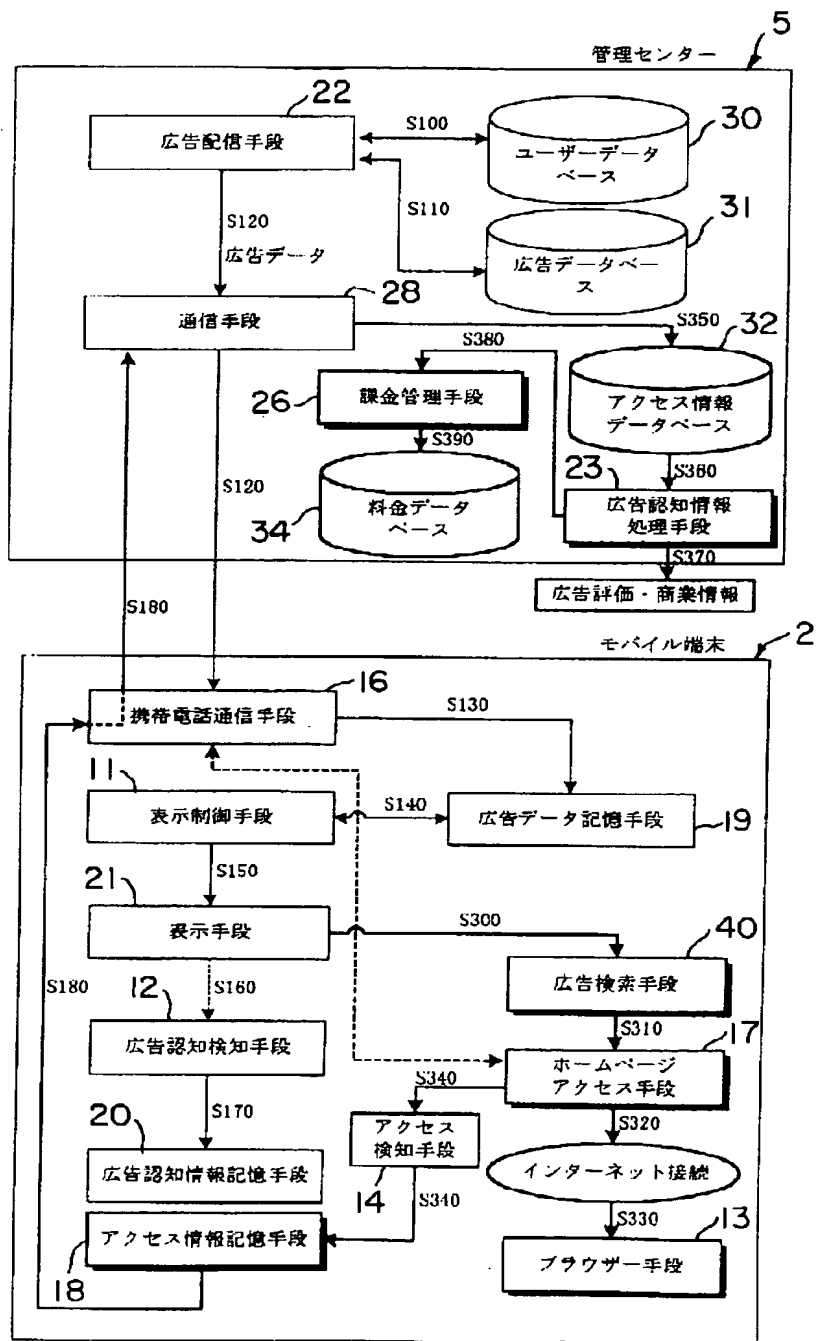 5
管理センター
22
広告配信手段
S100
30
ユーザーデータ
ベース
S110
31
広告データベー
ス
S120
広告データ
28
通信手段
S350
32
S380
アクセス情報
データベース
26
課金管理手段
S390
S360
23
広告認知情報
処理手段
34
料金データ
ベース
S120
S370
広告評価・商業情報
S180
モバイル端末
2
16
携帯電話通信手段
S130
11
表示制御手段
S140
広告データ記憶手段
19
S150
21
表示手段
S300
40
S180
S160
12
広告検索手段
広告認知検知手段
S310
17
ホームページ
アクセス手段
S340
S170
20
アクセス
検知手段
S320
広告認知情報記憶手段
14
インターネット接続
S340
S330
13
アクセス情報記憶手段
18
ブラウザー手段